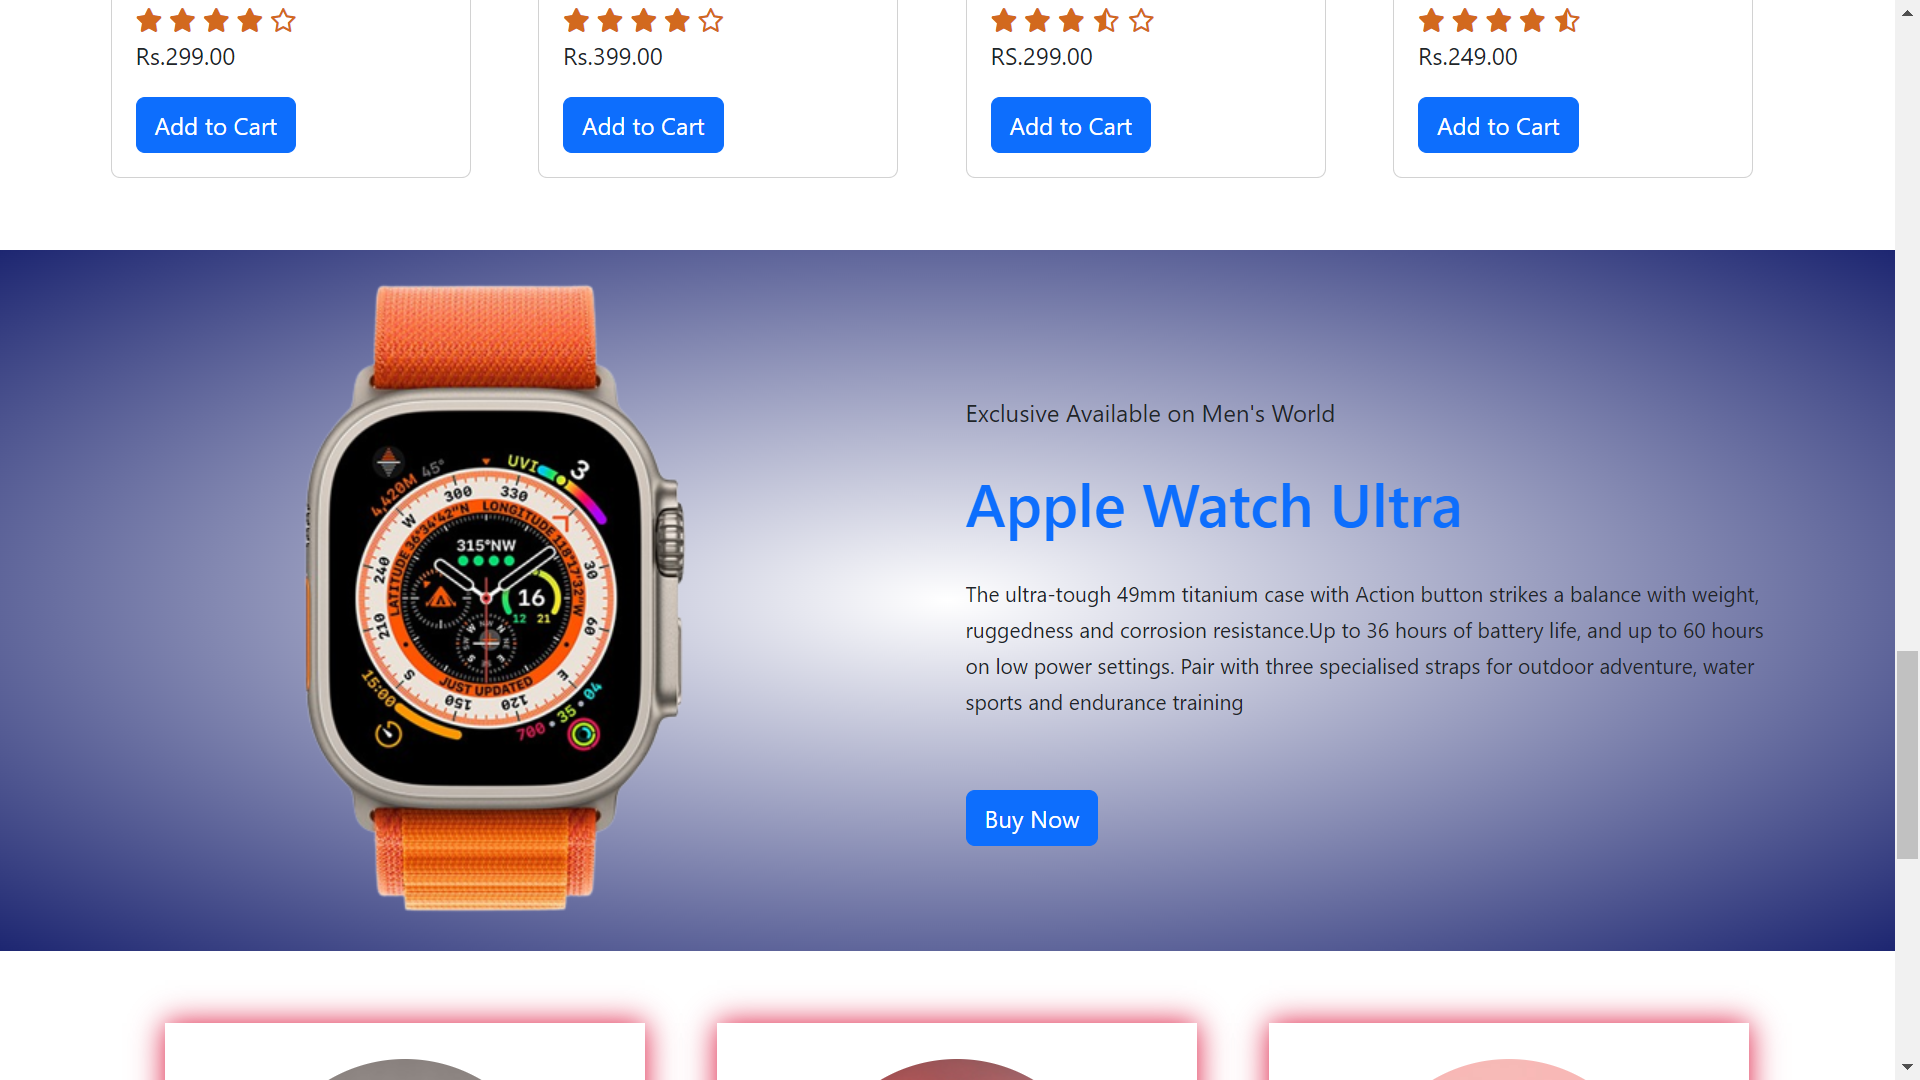 Rs.299.00
Rs.399.00
RS.299.00
Rs.249.00
Add to Cart
Add to Cart
Add to Cart
Add to Cart
Exclusive Available on Men's World
Apple Watch Ultra
The ultra-tough 49mm titanium case with Action button strikes a balance with weight,
ruggedness and corrosion resistance.Up to 36 hours of battery life, and up to 60 hours
on low power settings. Pair with three specialised straps for outdoor adventure, water
sports and endurance training
Buy Now
4,420M 45°
UVI 3
300 330 30 60 120 150 210 240
W S E
LATITUDE 36°34'42"N LONGITUDE 118°17'32"W
315°NW
16
12 21
JUST UPDATED
15:00
700 • 35 • 04